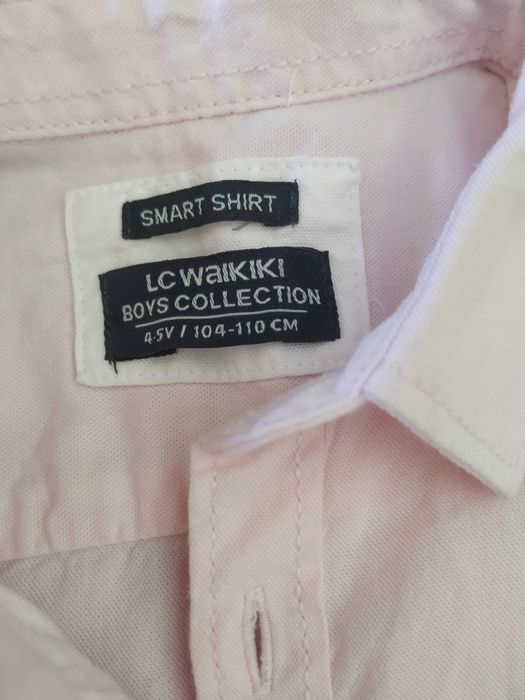 SMART SHIRT
LC WAIKIKI
BOYS COLLECTION
4-5Y / 104-110 CM